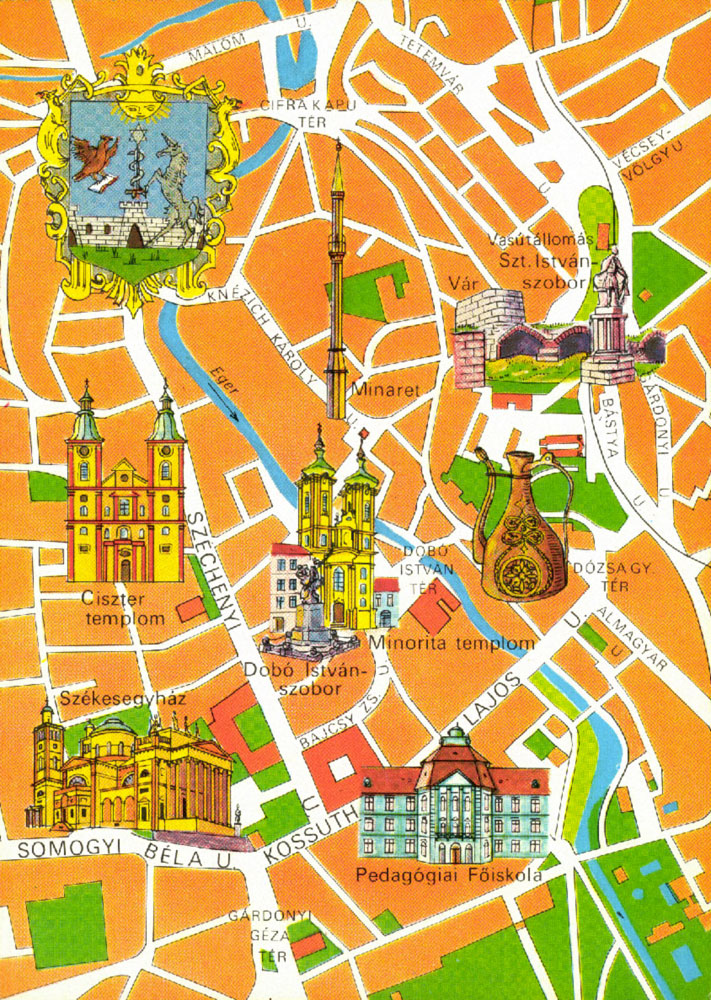 MALOM U.
TETEMVÁR
CIFRAKAPU
TÉR
VÉCSEY-
VÖLGY U.
U.
Vasútállomás
Szt. István-
szobor
Vár
KNÉZICH KÁROLY U.
Eger
Minaret
BÁSTYA U.
GÁRDONYI U.
SZÉCHENYI U.
Ciszter
templom
DOBÓ
ISTVÁN
TÉR
DÓZSA GY.
TÉR
ALMAGYAR U.
Minorita templom
Dobó István-
szobor
Székesegyház
BAJCSY ZS. U.
KOSSUTH LAJOS U.
SOMOGYI BÉLA U.
Pedagógiai Főiskola
GÁRDONYI
GÉZA
TÉR